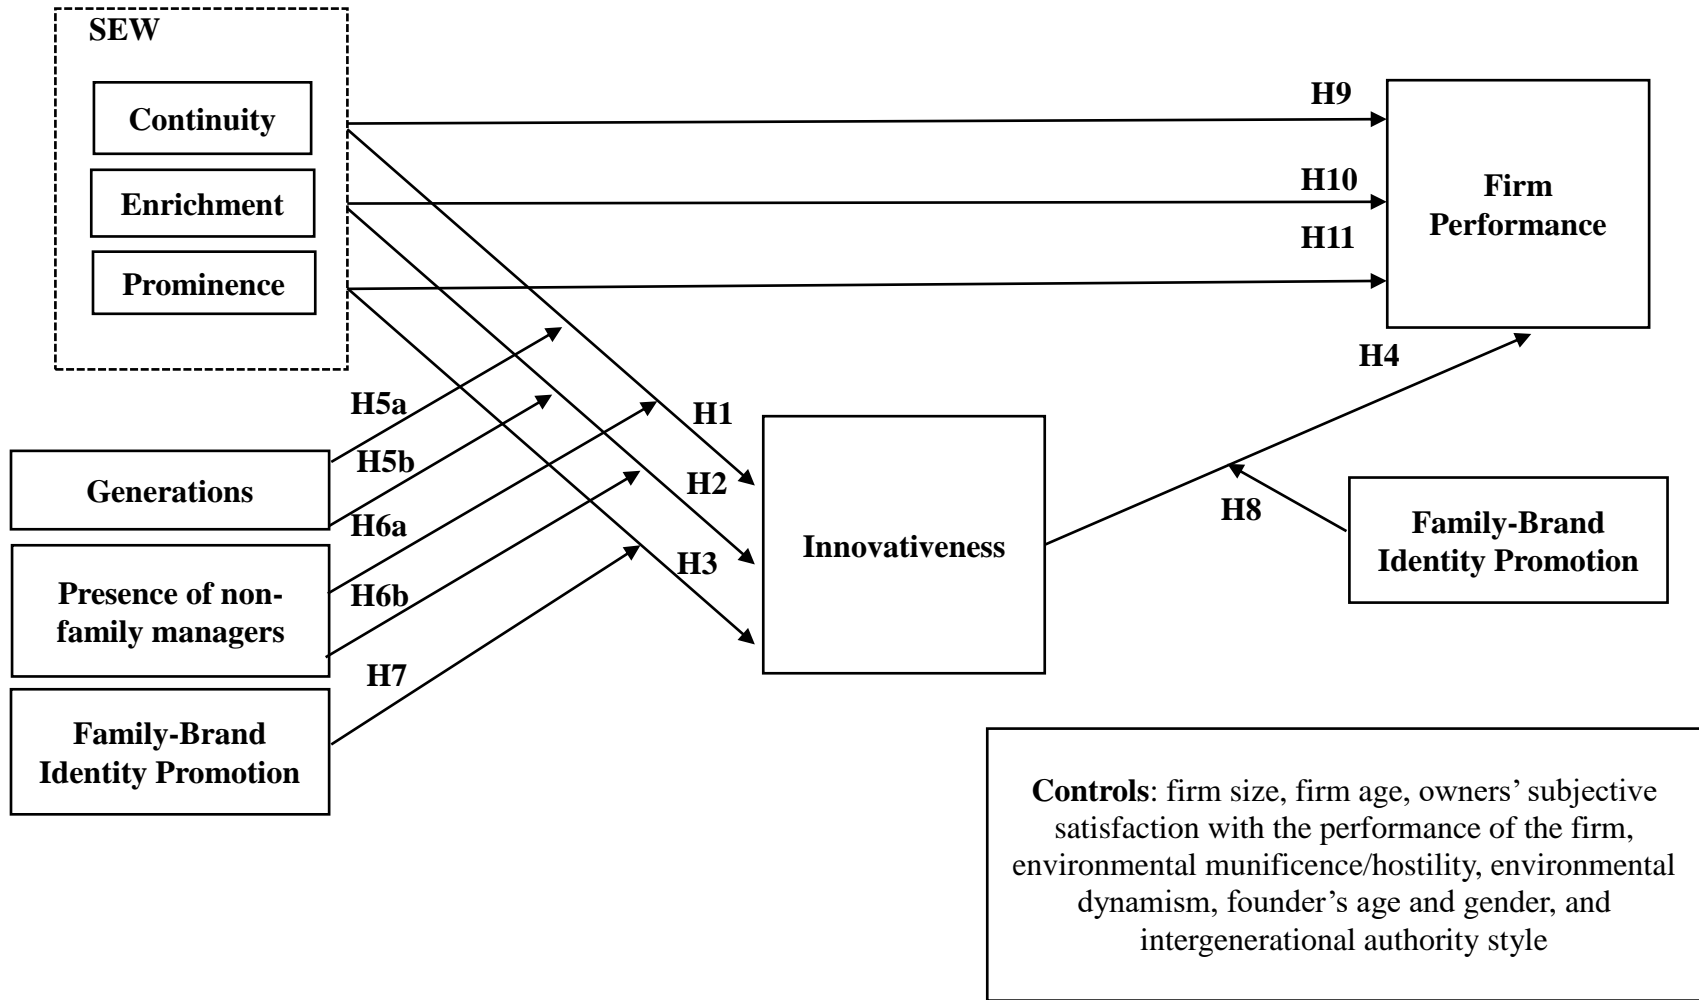 SEW
Continuity
Enrichment
Prominence
H9
H10
H11
Firm
Performance
H4
H5a
H5b
H6a
H6b
H7
H1
H2
H3
Generations
Presence of non-
family managers
Family-Brand
Identity Promotion
Innovativeness
H8
Family-Brand
Identity Promotion
Controls: firm size, firm age, owners’ subjective
satisfaction with the performance of the firm,
environmental munificence/hostility, environmental
dynamism, founder’s age and gender, and
intergenerational authority style